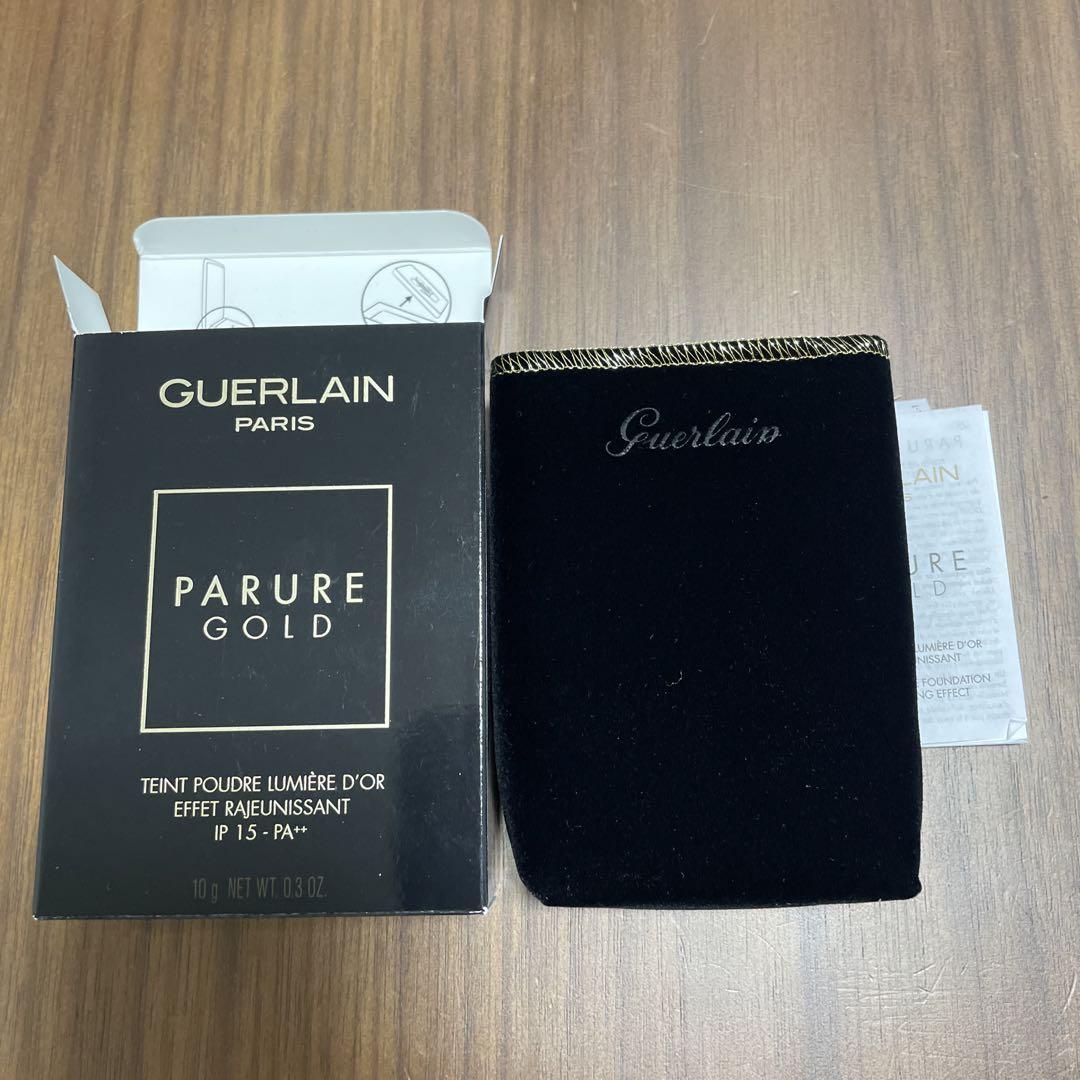 GUERLAIN
PARIS
PARURE
GOLD
TEINT POUDRE LUMIÈRE D'OR
EFFET RAJEUNISSANT
IP 15 - PA++
10 g NET WT. 0.3 OZ.
Guerlain
LAIN
URE
LD
LUMIÈRE D'OR
NISSANT
E FOUNDATION
NG EFFECT